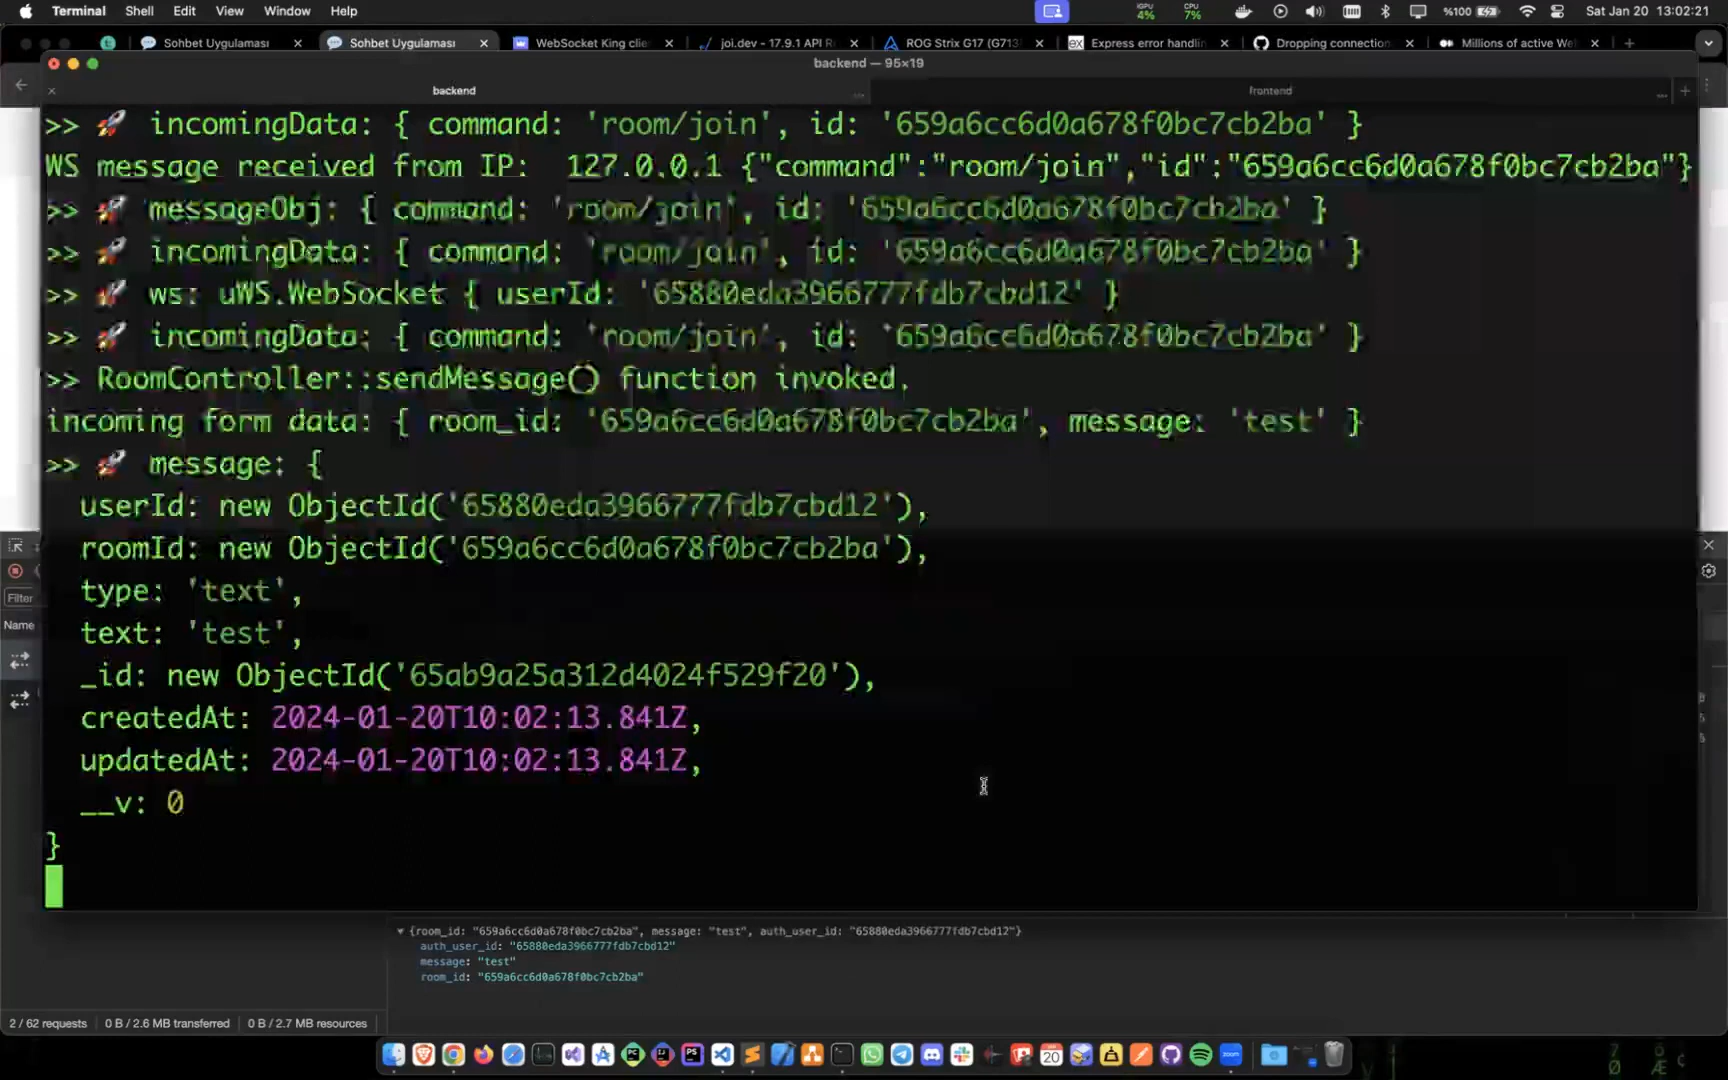 Terminal Shell Edit View Window Help IGPU 4% CPU 7% %100 Sat Jan 20 13:02:21
Sohbet Uygulaması Sohbet Uygulaması WebSocket King clie joi.dev - 17.9.1 API R ROG Strix G17 (G713 Express error handlin Dropping connection Millions of active We
backend — 95×19
backend frontend
>> 🚀 incomingData: { command: 'room/join', id: '659a6cc6d0a678f0bc7cb2ba' }
WS message received from IP: 127.0.0.1 {"command":"room/join","id":"659a6cc6d0a678f0bc7cb2ba"}
>> 🚀 messageObj: { command: 'room/join', id: '659a6cc6d0a678f0bc7cb2ba' }
>> 🚀 incomingData: { command: 'room/join', id: '659a6cc6d0a678f0bc7cb2ba' }
>> 🚀 ws: uWS.WebSocket { userId: '65880eda3966777fdb7cbd12' }
>> 🚀 incomingData: { command: 'room/join', id: '659a6cc6d0a678f0bc7cb2ba' }
>> RoomController::sendMessage() function invoked.
incoming form data: { room_id: '659a6cc6d0a678f0bc7cb2ba', message: 'test' }
>> 🚀 message: {
userId: new ObjectId('65880eda3966777fdb7cbd12'),
roomId: new ObjectId('659a6cc6d0a678f0bc7cb2ba'),
type: 'text',
text: 'test',
_id: new ObjectId('65ab9a25a312d4024f529f20'),
createdAt: 2024-01-20T10:02:13.841Z,
updatedAt: 2024-01-20T10:02:13.841Z,
__v: 0
}
Filter
Name
▼ {room_id: "659a6cc6d0a678f0bc7cb2ba", message: "test", auth_user_id: "65880eda3966777fdb7cbd12"}
auth_user_id: "65880eda3966777fdb7cbd12"
message: "test"
room_id: "659a6cc6d0a678f0bc7cb2ba"
2 / 62 requests 0 B / 2.6 MB transferred 0 B / 2.7 MB resources